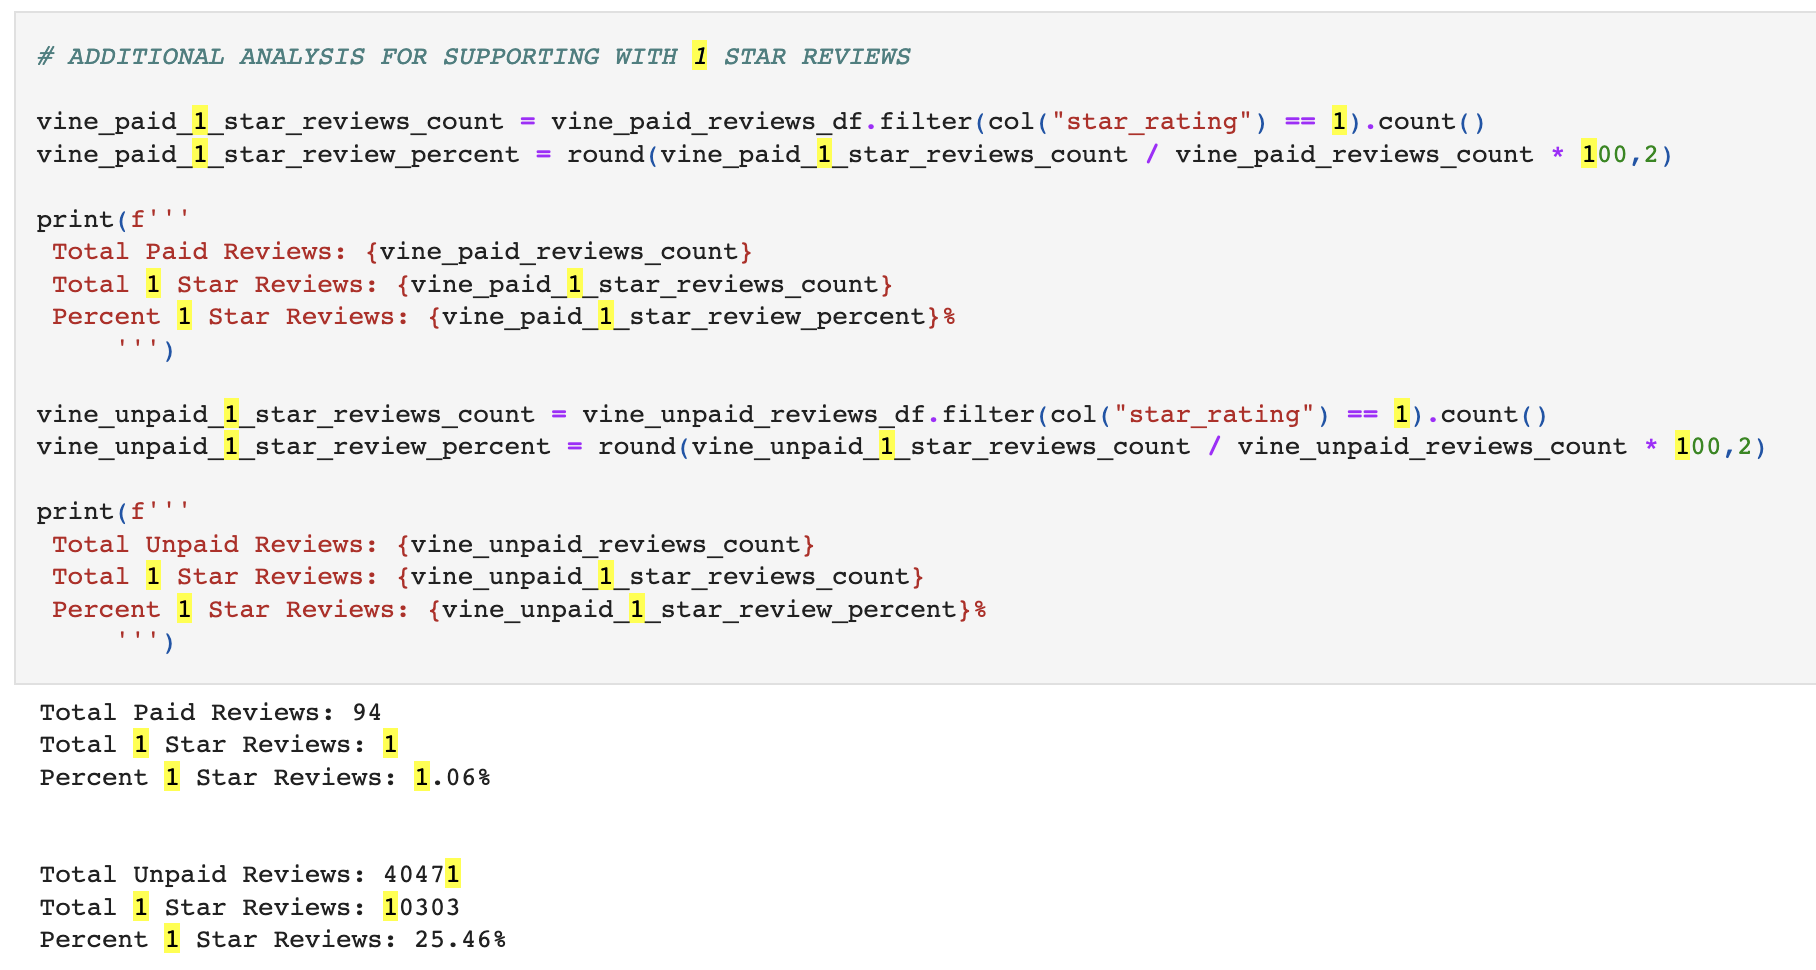 # ADDITIONAL ANALYSIS FOR SUPPORTING WITH 1 STAR REVIEWS
vine_paid_1_star_reviews_count = vine_paid_reviews_df.filter(col("star_rating") == 1).count()
vine_paid_1_star_review_percent = round(vine_paid_1_star_reviews_count / vine_paid_reviews_count * 100,2)
print(f'''
Total Paid Reviews: {vine_paid_reviews_count}
Total 1 Star Reviews: {vine_paid_1_star_reviews_count}
Percent 1 Star Reviews: {vine_paid_1_star_review_percent}%
''')
vine_unpaid_1_star_reviews_count = vine_unpaid_reviews_df.filter(col("star_rating") == 1).count()
vine_unpaid_1_star_review_percent = round(vine_unpaid_1_star_reviews_count / vine_unpaid_reviews_count * 100,2)
print(f'''
Total Unpaid Reviews: {vine_unpaid_reviews_count}
Total 1 Star Reviews: {vine_unpaid_1_star_reviews_count}
Percent 1 Star Reviews: {vine_unpaid_1_star_review_percent}%
''')
Total Paid Reviews: 94
Total 1 Star Reviews: 1
Percent 1 Star Reviews: 1.06%
Total Unpaid Reviews: 40471
Total 1 Star Reviews: 10303
Percent 1 Star Reviews: 25.46%